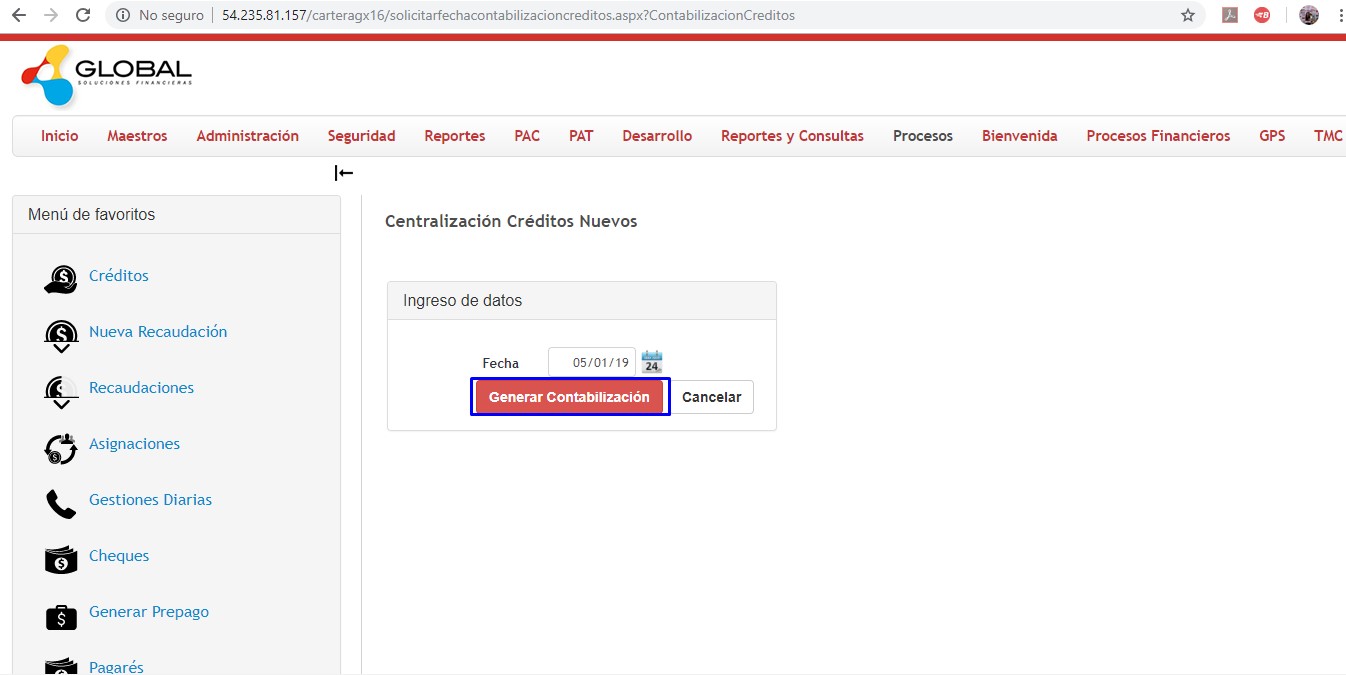 No seguro 54.235.81.157/carteragx16/solicitarfechacontabilizacioncreditos.aspx?ContabilizacionCreditos
GLOBAL
SOLUCIONES FINANCIERAS
Inicio Maestros Administración Seguridad Reportes PAC PAT Desarrollo Reportes y Consultas Procesos Bienvenida Procesos Financieros GPS TMC
Menú de favoritos
Créditos
Nueva Recaudación
Recaudaciones
Asignaciones
Gestiones Diarias
Cheques
Generar Prepago
Pagarés
Centralización Créditos Nuevos
Ingreso de datos
Fecha 05/01/19 24
Generar Contabilización Cancelar